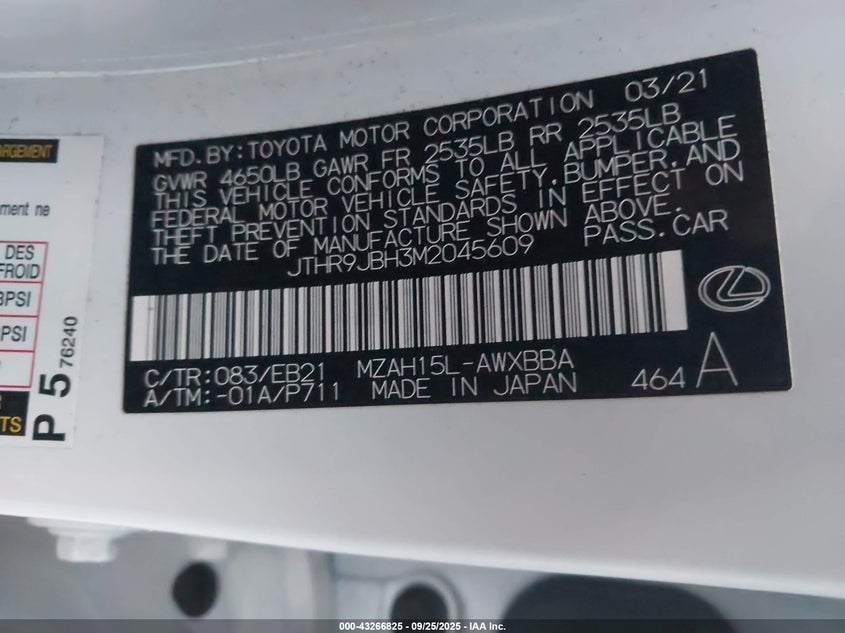 MFD. BY: TOYOTA MOTOR CORPORATION 03/21
GVWR 4650LB GAWR FR 2535LB RR 2535LB
THIS VEHICLE CONFORMS TO ALL APPLICABLE
FEDERAL MOTOR VEHICLE SAFETY, BUMPER, AND
THEFT PREVENTION STANDARDS IN EFFECT ON
THE DATE OF MANUFACTURE SHOWN ABOVE.
JTHR9JBH3M2045609 PASS. CAR
C/TR: 083/EB21 MZAH15L-AWXBBA
A/TM: -01A/P711 MADE IN JAPAN 464 A
ment ne
DES
FROID
PSI
PSI
TS
P 5 76240
000-43266825 - 09/25/2025 - IAA Inc.